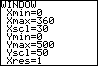 WINDOW
Xmin=0
Xmax=360
Xscl=30
Ymin=0
Ymax=500
Yscl=50
Xres=1